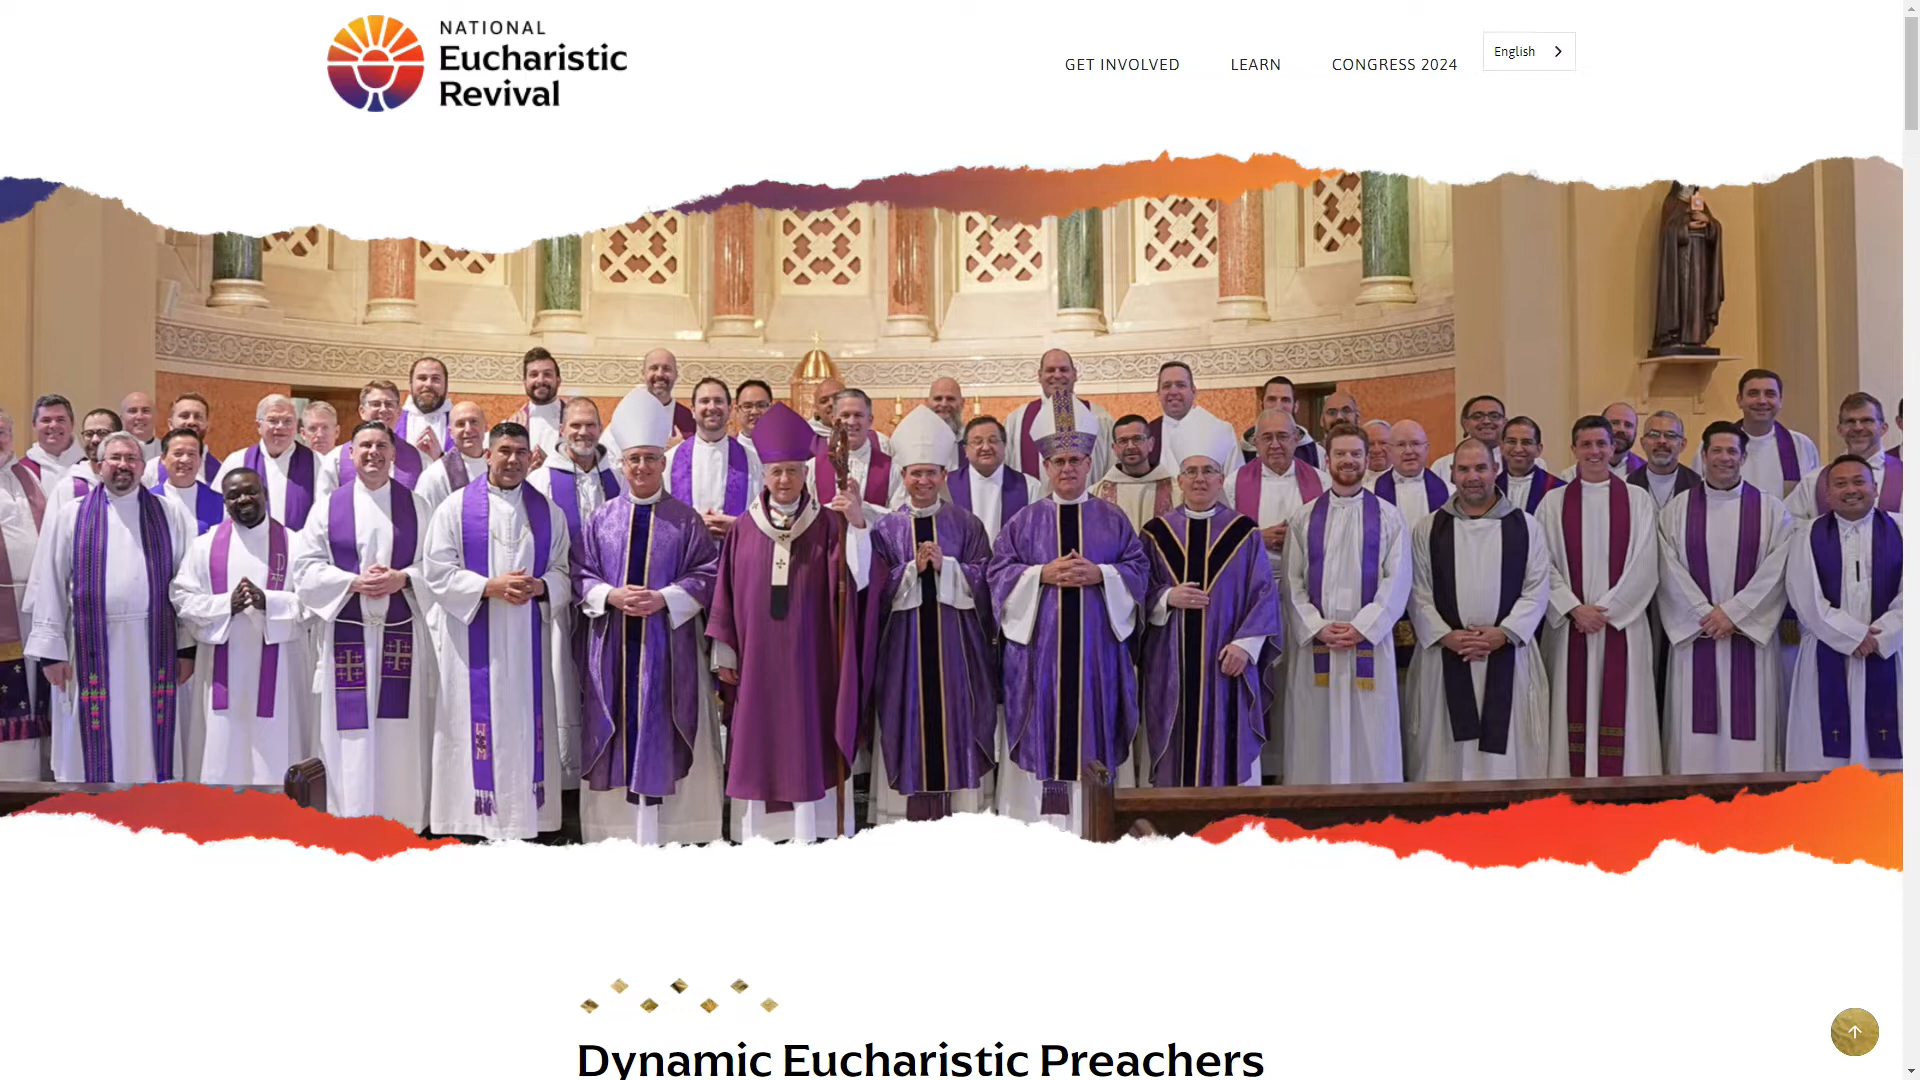 NATIONAL
Eucharistic
Revival
GET INVOLVED
LEARN
CONGRESS 2024
English
Dynamic Eucharistic Preachers